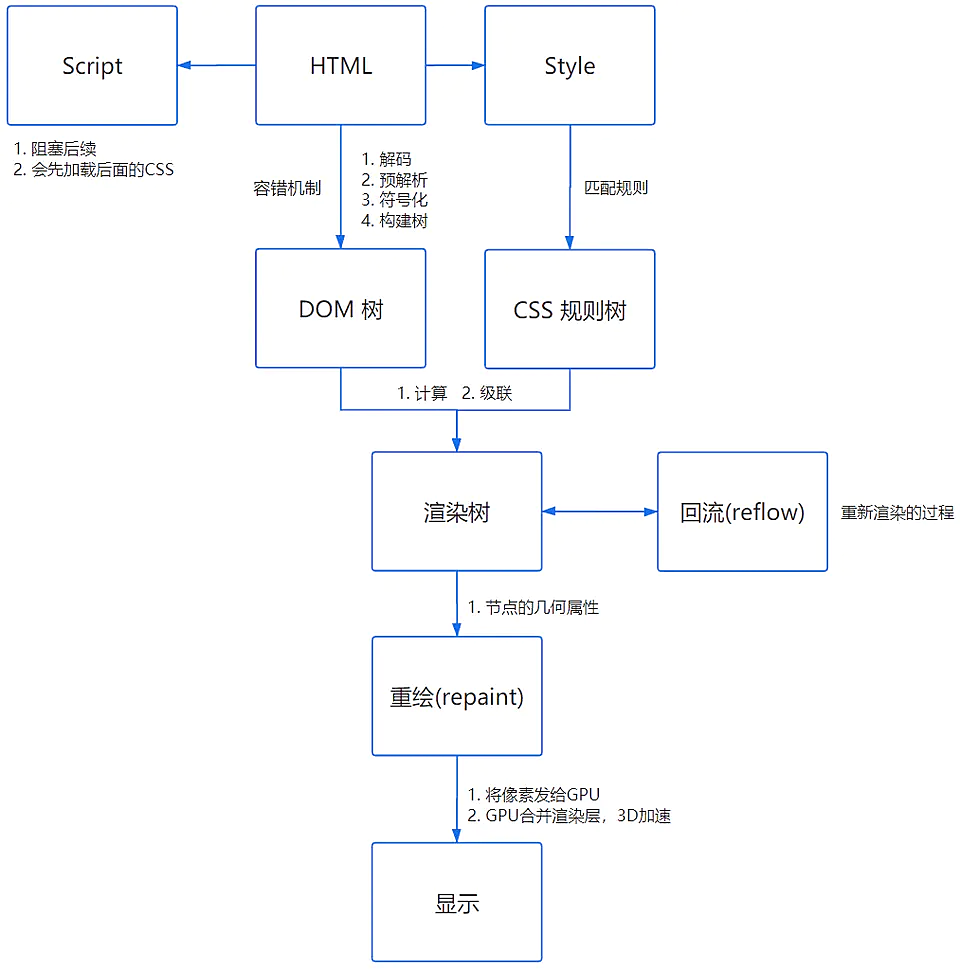 Script
HTML
Style
1. 阻塞后续
2. 会先加载后面的CSS
容错机制
1. 解码
2. 预解析
3. 符号化
4. 构建树
匹配规则
DOM 树
CSS 规则树
1. 计算 2. 级联
渲染树
回流(reflow)
重新渲染的过程
1. 节点的几何属性
重绘(repaint)
1. 将像素发给GPU
2. GPU合并渲染层，3D加速
显示